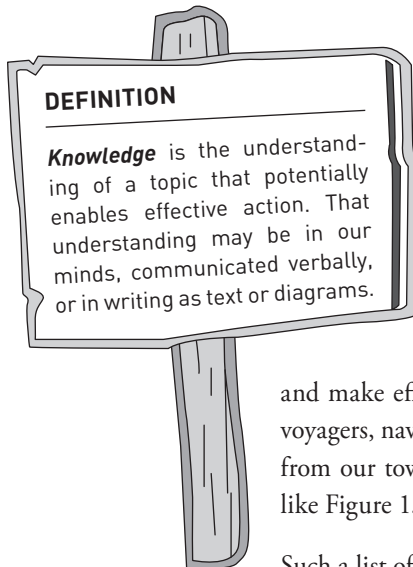 DEFINITION
Knowledge is the understand-
ing of a topic that potentially
enables effective action. That
understanding may be in our
minds, communicated verbally,
or in writing as text or diagrams.
and make ef
voyagers, nav
from our tow
like Figure 1.
Such a list of